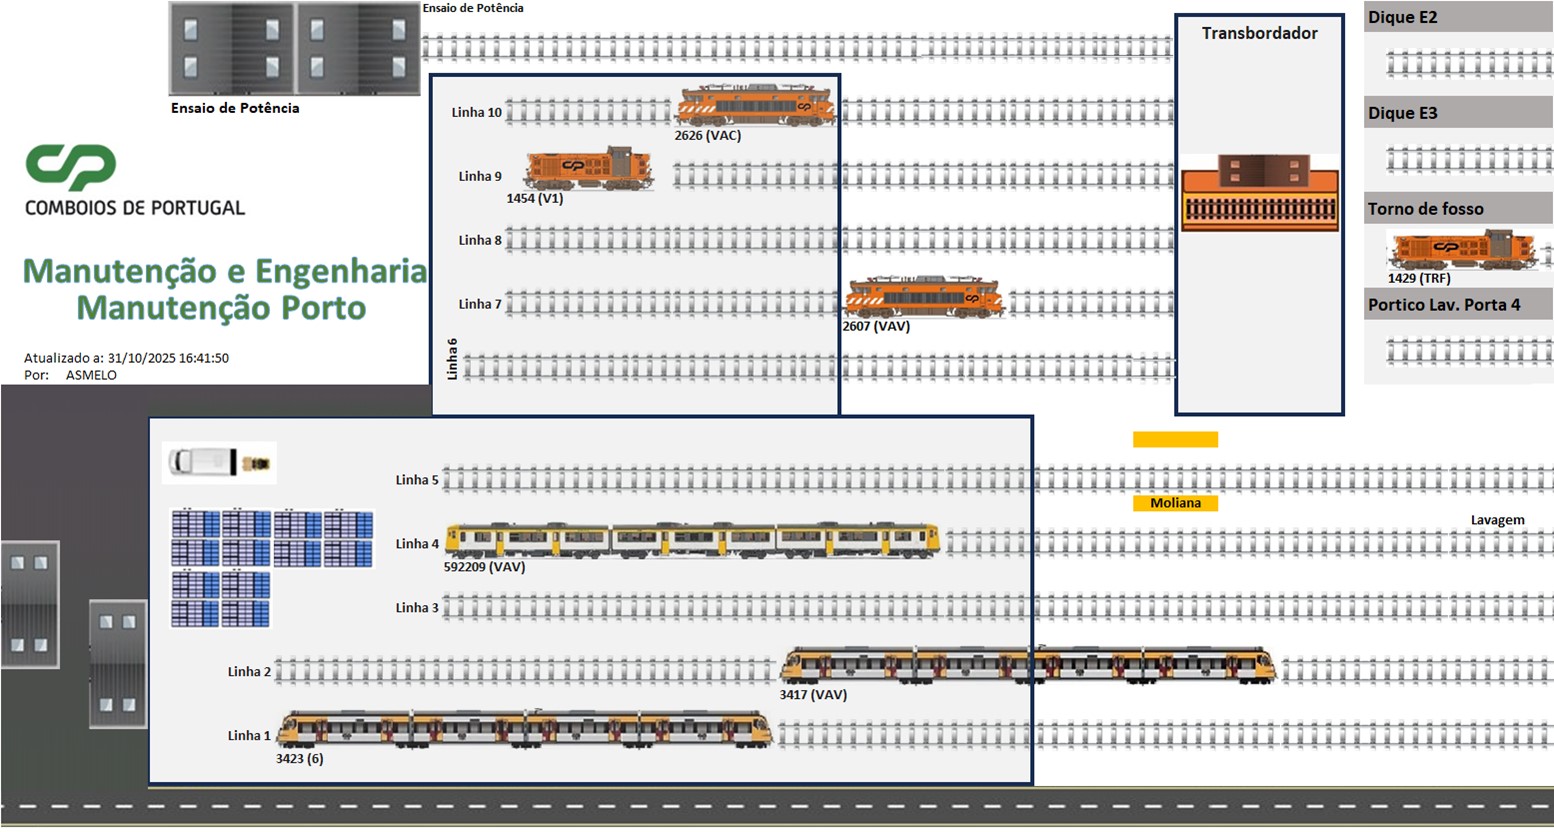 Ensaio de Potência
Ensaio de Potência
COMBOIOS DE PORTUGAL
Manutenção e Engenharia
Manutenção Porto
Atualizado a: 31/10/2025 16:41:50
Por: ASMELO
Linha 10
2626 (VAC)
Linha 9
1454 (V1)
Linha 8
Linha 7
2607 (VAV)
Linha 6
Transbordador
Dique E2
Dique E3
Torno de fosso
1429 (TRF)
Portico Lav. Porta 4
Linha 5
Moliana
Lavagem
Linha 4
592209 (VAV)
Linha 3
Linha 2
3417 (VAV)
Linha 1
3423 (6)